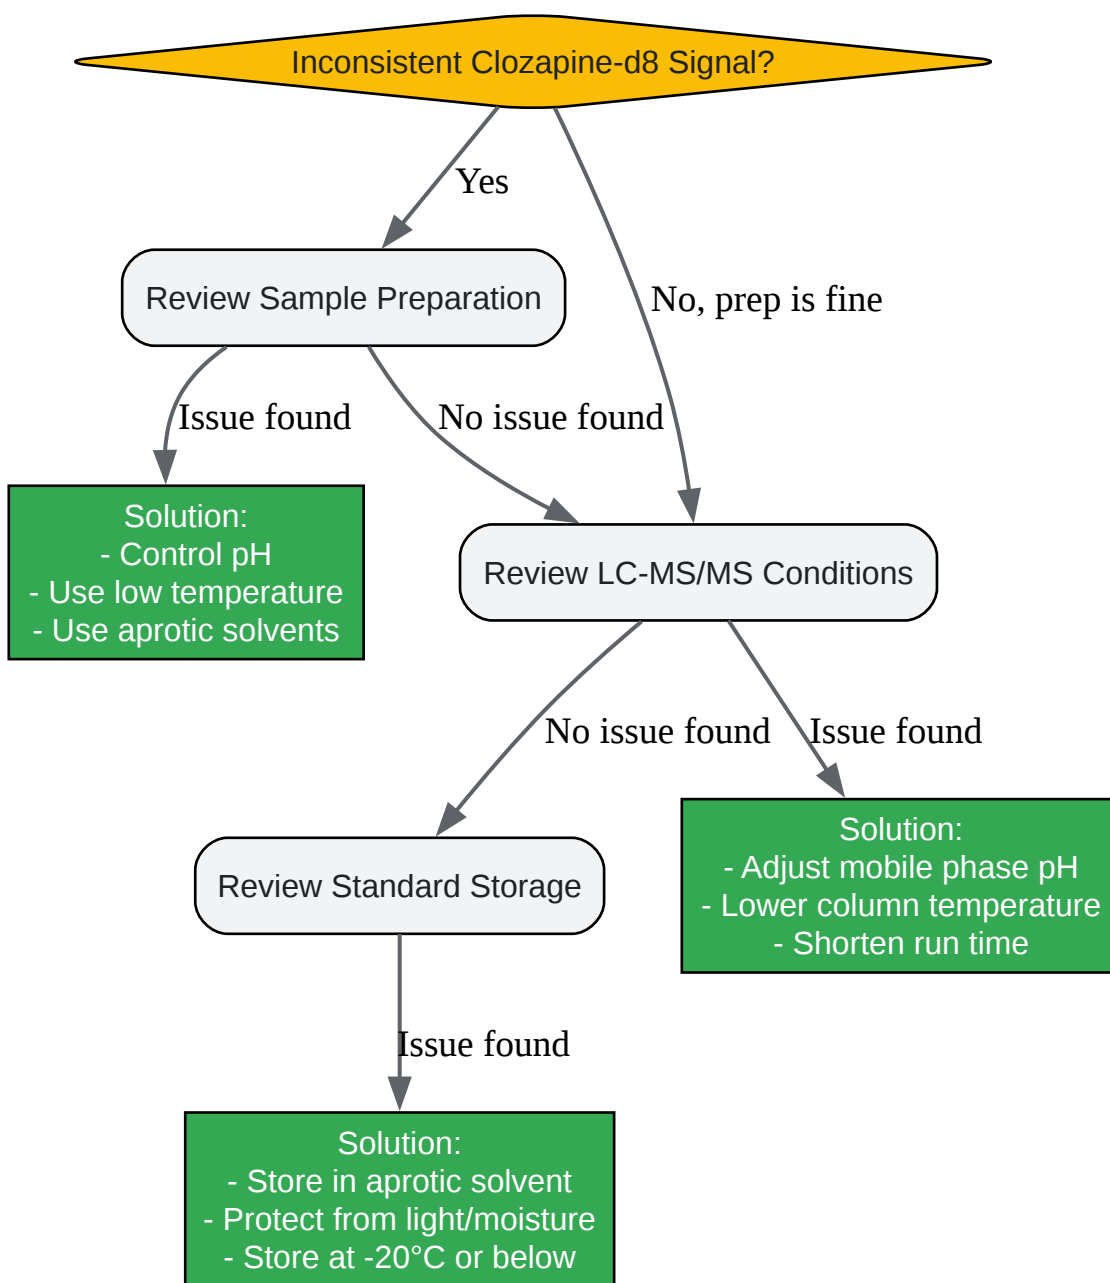 Inconsistent Clozapine-d8 Signal?
Yes
Review Sample Preparation
No, prep is fine
Issue found
No issue found
Solution:
- Control pH
- Use low temperature
- Use aprotic solvents
Review LC-MS/MS Conditions
No issue found
Issue found
Solution:
- Adjust mobile phase pH
- Lower column temperature
- Shorten run time
Review Standard Storage
Issue found
Solution:
- Store in aprotic solvent
- Protect from light/moisture
- Store at -20°C or below